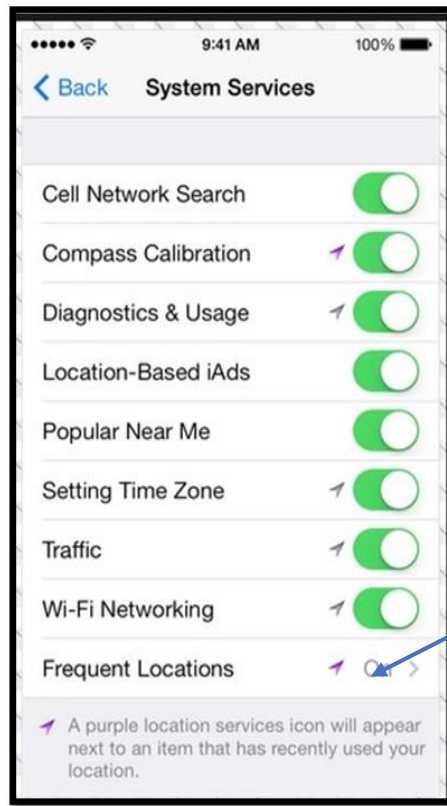 9:41 AM 100%
Back System Services
Cell Network Search
Compass Calibration
Diagnostics & Usage
Location-Based iAds
Popular Near Me
Setting Time Zone
Traffic
Wi-Fi Networking
Frequent Locations On
A purple location services icon will appear
next to an item that has recently used your
location.